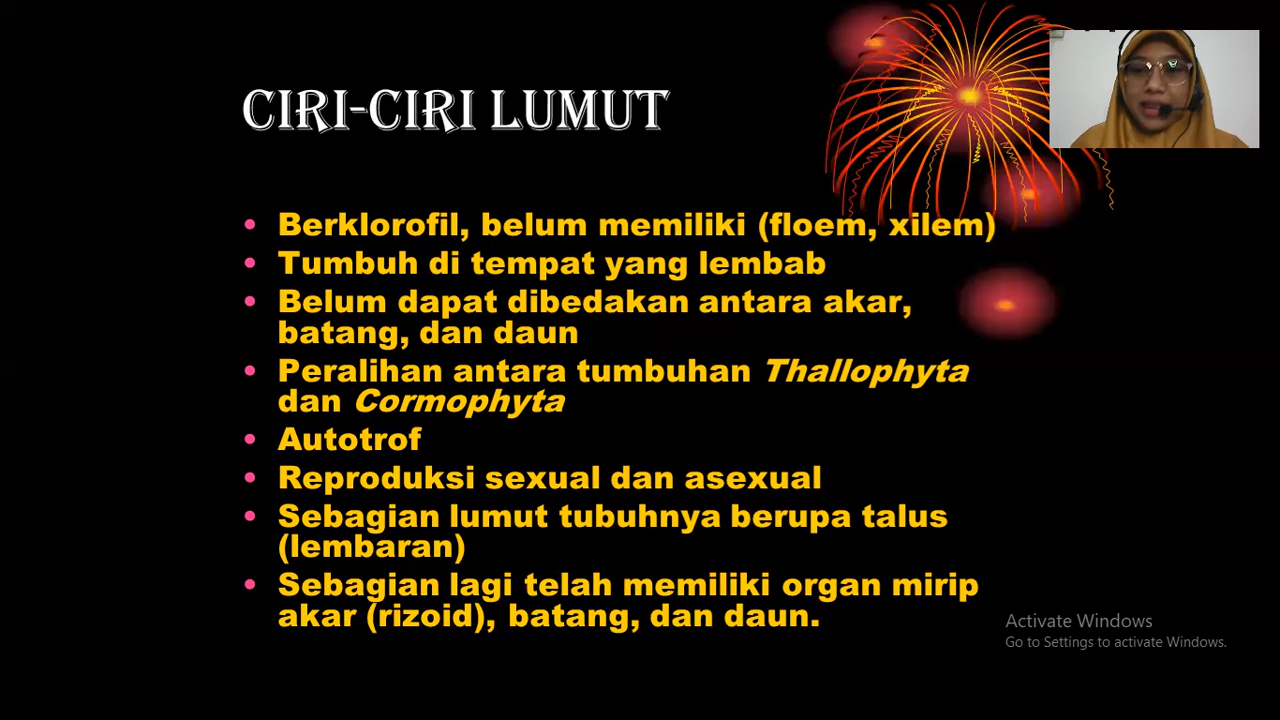 CIRI-CIRI LUMUT
• Berklorofil, belum memiliki (floem, xilem)
• Tumbuh di tempat yang lembab
• Belum dapat dibedakan antara akar,
batang, dan daun
• Peralihan antara tumbuhan Thallophyta
dan Cormophyta
• Autotrof
• Reproduksi sexual dan asexual
• Sebagian lumut tubuhnya berupa talus
(lembaran)
• Sebagian lagi telah memiliki organ mirip
akar (rizoid), batang, dan daun.
Activate Windows
Go to Settings to activate Windows.